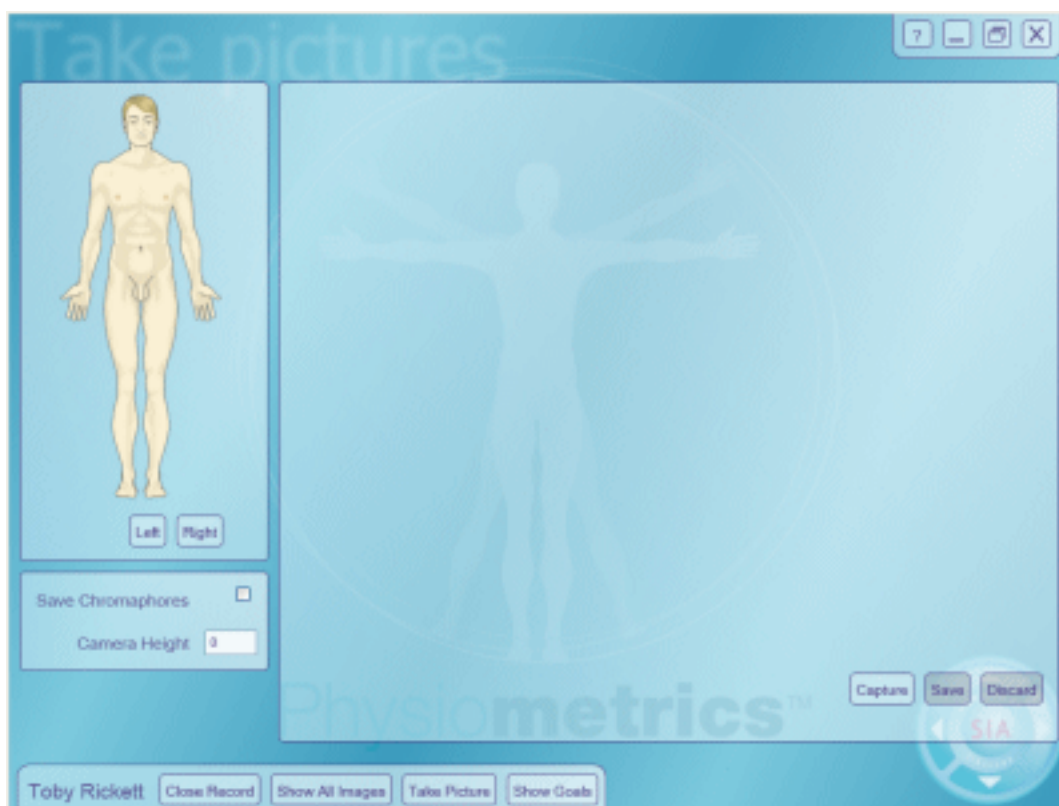 Take pictures
?
Left Right
Save Chromaphores
Camera Height 0
Capture Save Discard
Physiometrics™
SIA
Toby Rickett Close Record Show All Images Take Picture Show Goals